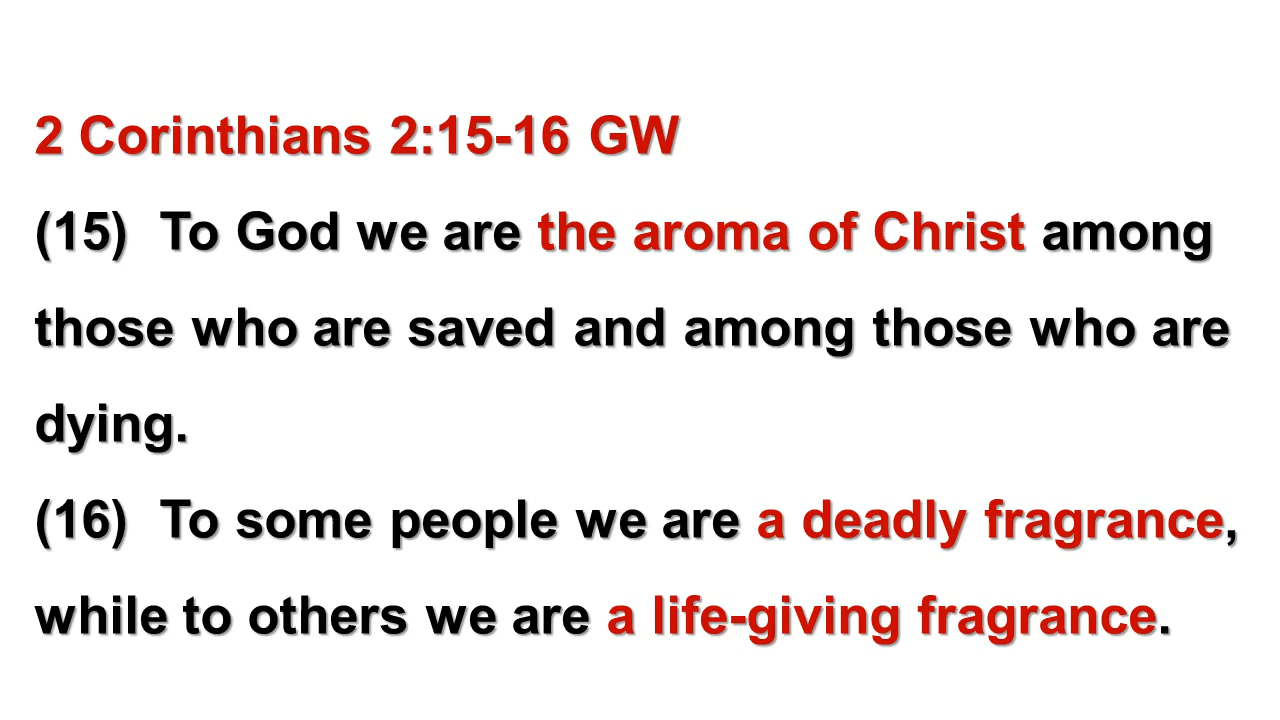 2 Corinthians 2:15-16 GW
(15)  To God we are the aroma of Christ among
those who are saved and among those who are
dying.
(16)  To some people we are a deadly fragrance,
while to others we are a life-giving fragrance.